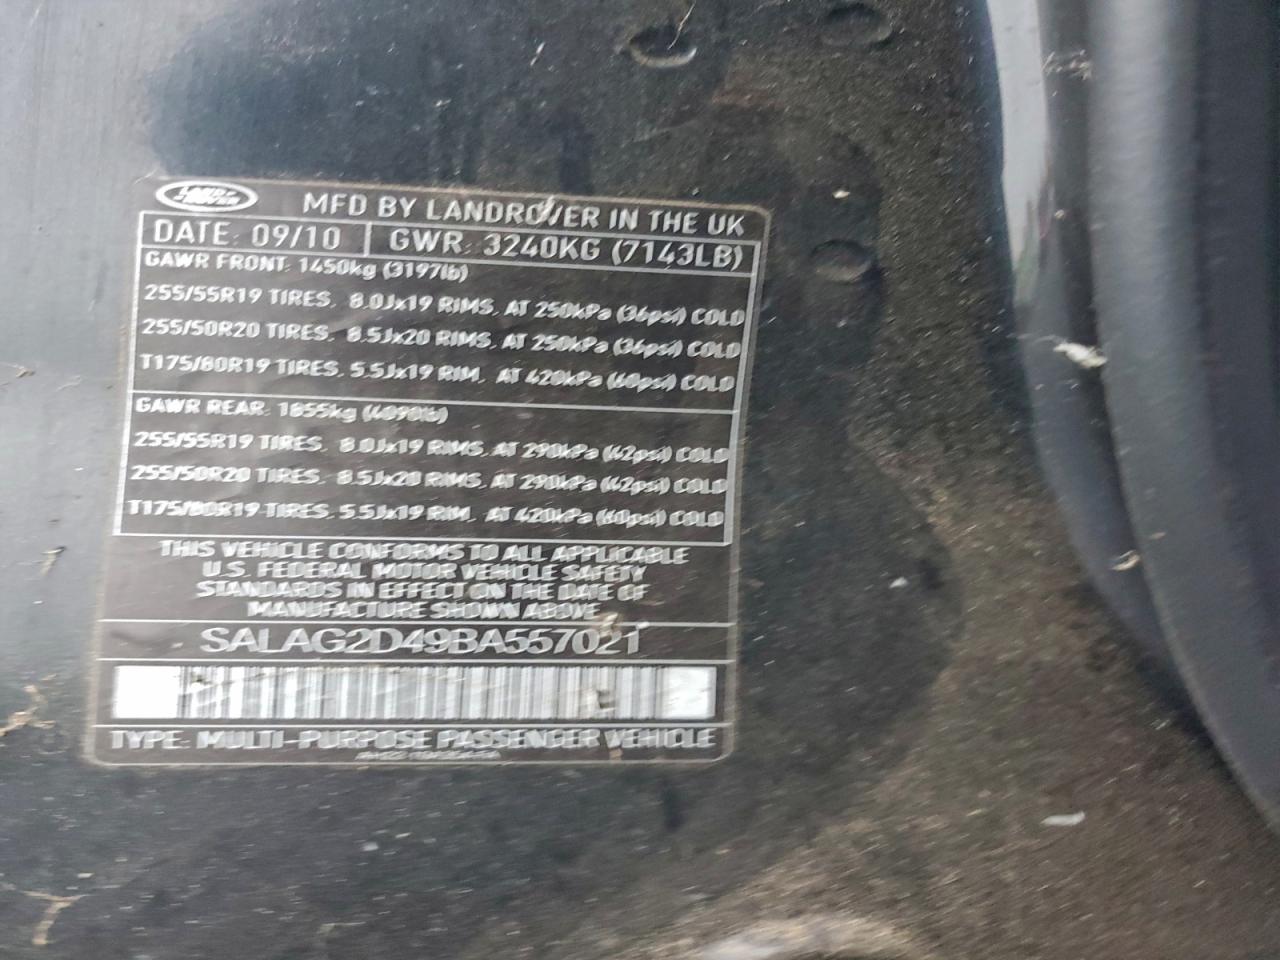 LAND-ROVER
MFD BY LANDROVER IN THE UK
DATE: 09/10 GWR: 3240KG (7143LB)
GAWR FRONT: 1450kg (3197lb)
255/55R19 TIRES, 8.0Jx19 RIMS, AT 250kPa (36psi) COLD
255/50R20 TIRES, 8.5Jx20 RIMS, AT 250kPa (36psi) COLD
T175/80R19 TIRES, 5.5Jx19 RIM, AT 420kPa (60psi) COLD
GAWR REAR: 1855kg (4090lb)
255/55R19 TIRES, 8.0Jx19 RIMS, AT 290kPa (42psi) COLD
255/50R20 TIRES, 8.5Jx20 RIMS, AT 290kPa (42psi) COLD
T175/80R19 TIRES, 5.5Jx19 RIM, AT 420kPa (60psi) COLD
THIS VEHICLE CONFORMS TO ALL APPLICABLE
U.S. FEDERAL MOTOR VEHICLE SAFETY
STANDARDS IN EFFECT ON THE DATE OF
MANUFACTURE SHOWN ABOVE
SALAG2D49BA557021
TYPE: MULTI-PURPOSE PASSENGER VEHICLE